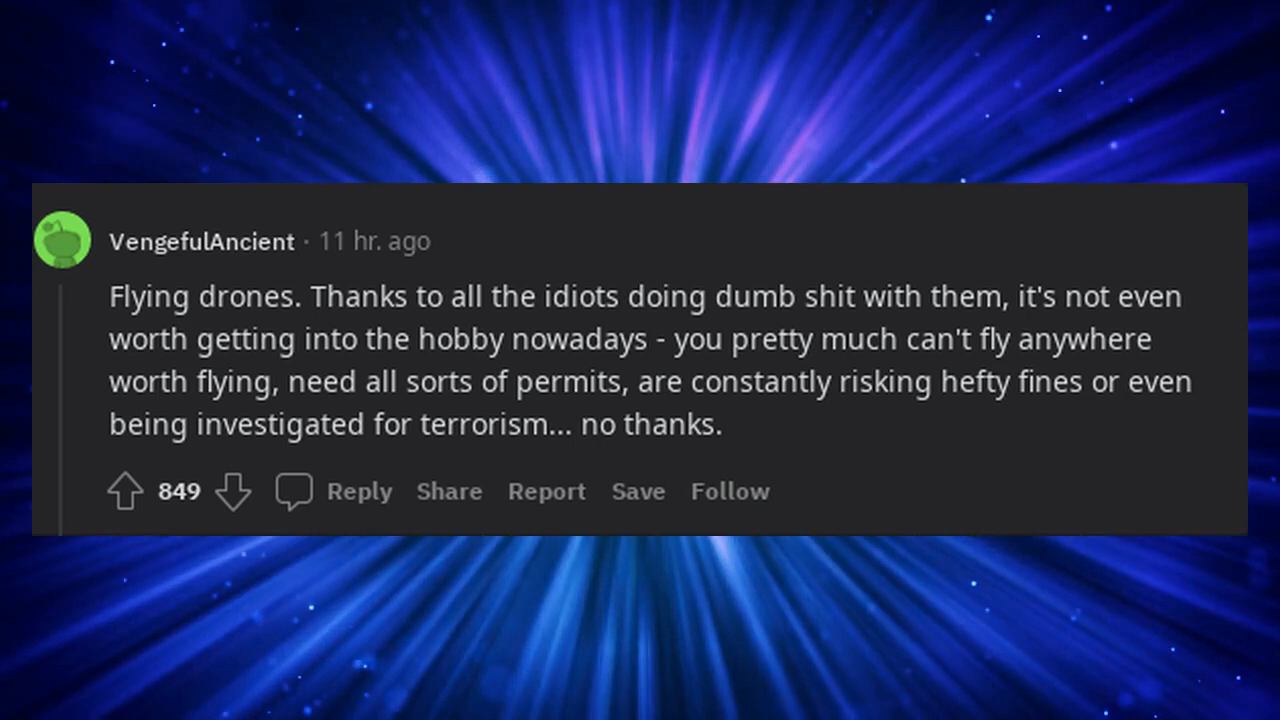 VengefulAncient · 11 hr. ago
Flying drones. Thanks to all the idiots doing dumb shit with them, it's not even
worth getting into the hobby nowadays - you pretty much can't fly anywhere
worth flying, need all sorts of permits, are constantly risking hefty fines or even
being investigated for terrorism... no thanks.
849 Reply Share Report Save Follow